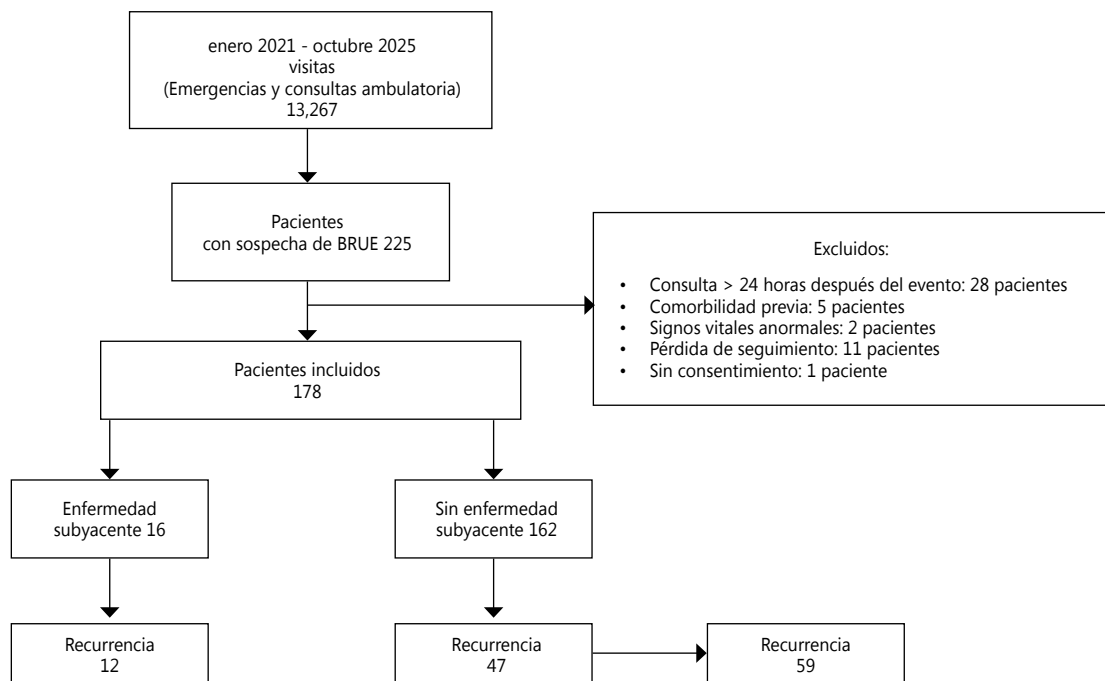 enero 2021 - octubre 2025
visitas
(Emergencias y consultas ambulatoria)
13,267
Pacientes
con sospecha de BRUE 225
Excluidos:
• Consulta > 24 horas después del evento: 28 pacientes
• Comorbilidad previa: 5 pacientes
• Signos vitales anormales: 2 pacientes
• Pérdida de seguimiento: 11 pacientes
• Sin consentimiento: 1 paciente
Pacientes incluidos
178
Enfermedad
subyacente 16
Sin enfermedad
subyacente 162
Recurrencia
12
Recurrencia
47
Recurrencia
59